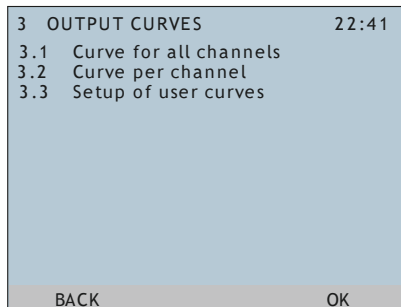 3 OUTPUT CURVES 22:41
3.1 Curve for all channels
3.2 Curve per channel
3.3 Setup of user curves
BACK OK